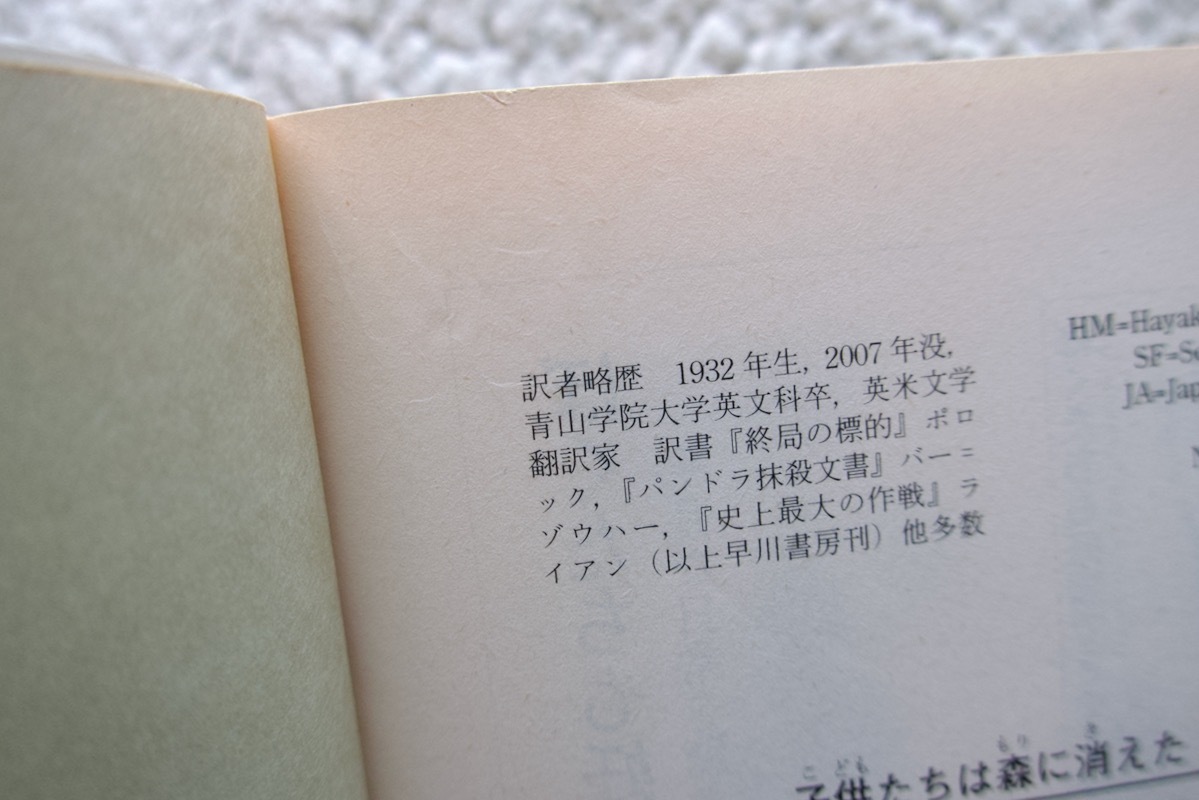 訳者略歴　1932年生，2007年没，
青山学院大学英文科卒，英米文学
翻訳家　訳書『終局の標的』ポロ
ック，『パンドラ抹殺文書』バー＝
ゾウハー，『史上最大の作戦』ラ
イアン（以上早川書房刊）他多数
HM=Hayak
SF=S
JA=Jap
子供たちは森に消えた